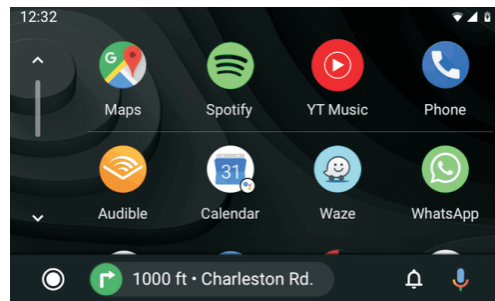 12:32
G
Maps
Spotify
YT Music
Phone
31
Audible
Calendar
Waze
WhatsApp
1000 ft • Charleston Rd.